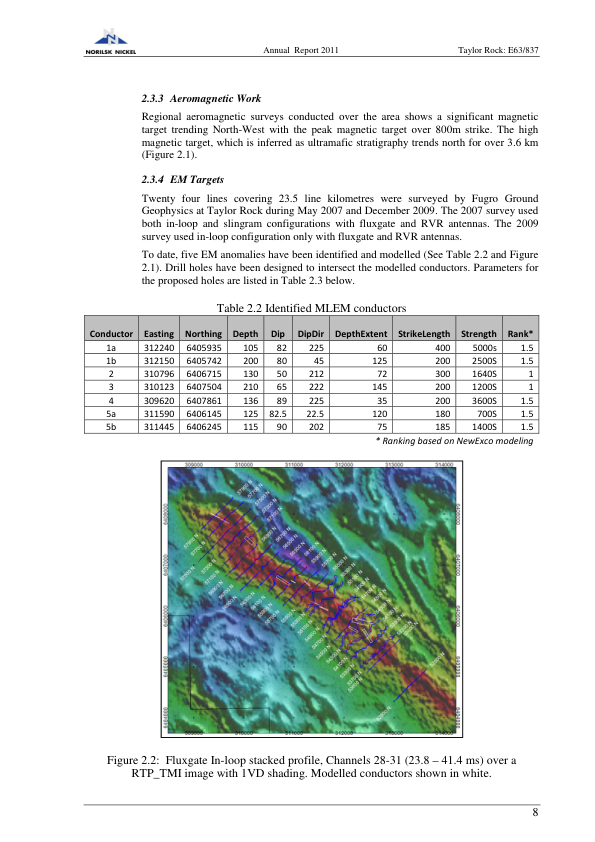 NORILSK NICKEL
Annual Report 2011
Taylor Rock: E63/837
2.3.3 Aeromagnetic Work
Regional aeromagnetic surveys conducted over the area shows a significant magnetic
target trending North-West with the peak magnetic target over 800m strike. The high
magnetic target, which is inferred as ultramafic stratigraphy trends north for over 3.6 km
(Figure 2.1).
2.3.4 EM Targets
Twenty four lines covering 23.5 line kilometres were surveyed by Fugro Ground
Geophysics at Taylor Rock during May 2007 and December 2009. The 2007 survey used
both in-loop and slingram configurations with fluxgate and RVR antennas. The 2009
survey used in-loop configuration only with fluxgate and RVR antennas.
To date, five EM anomalies have been identified and modelled (See Table 2.2 and Figure
2.1). Drill holes have been designed to intersect the modelled conductors. Parameters for
the proposed holes are listed in Table 2.3 below.
Table 2.2 Identified MLEM conductors
Conductor Easting Northing Depth Dip DipDir DepthExtent StrikeLength Strength Rank*
1a 312240 6405935 105 82 225 60 400 5000s 1.5
1b 312150 6405742 200 80 45 125 200 2500S 1.5
2 310796 6406715 130 50 212 72 300 1640S 1
3 310123 6407504 210 65 222 145 200 1200S 1
4 309620 6407861 136 89 225 35 200 3600S 1.5
5a 311590 6406145 125 82.5 22.5 120 180 700S 1.5
5b 311445 6406245 115 90 202 75 185 1400S 1.5
* Ranking based on NewExco modeling
309000 310000 311000 312000 313000 314000
Figure 2.2: Fluxgate In-loop stacked profile, Channels 28-31 (23.8 – 41.4 ms) over a
RTP_TMI image with 1VD shading. Modelled conductors shown in white.
8